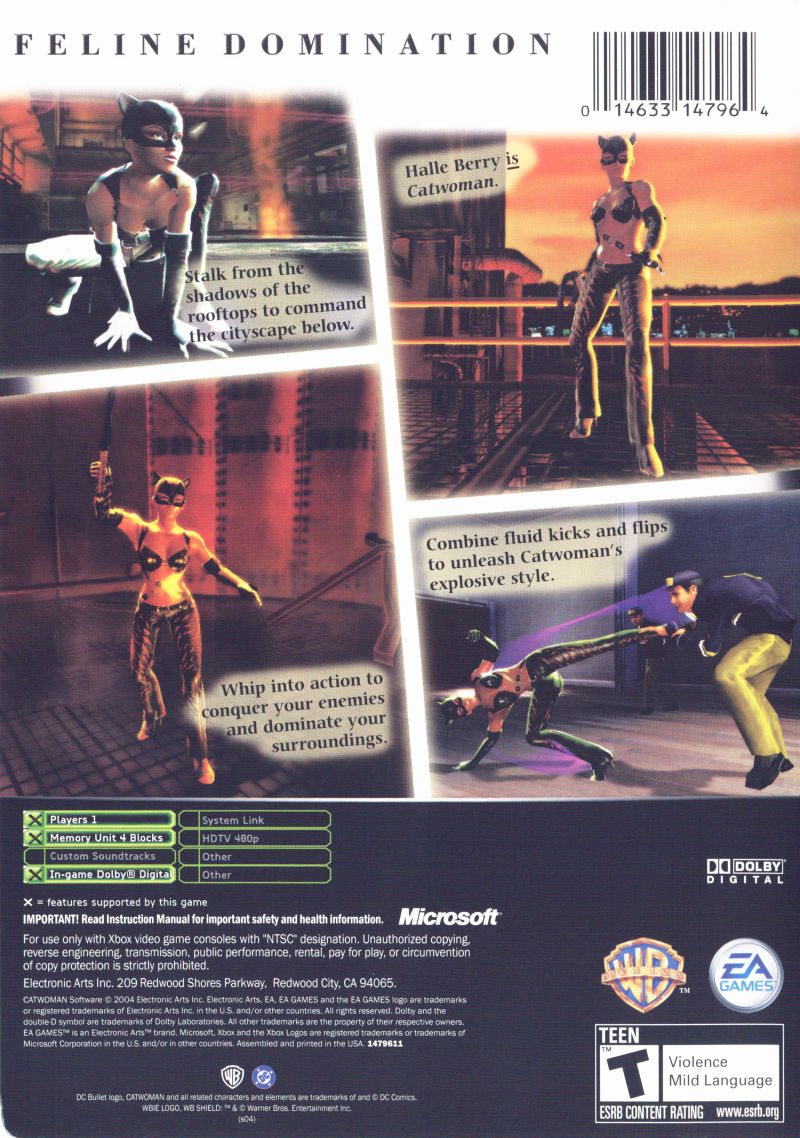 FELINE DOMINATION
0 14633 14796 4
Stalk from the
shadows of the
rooftops to command
the cityscape below.
Halle Berry is
Catwoman.
Whip into action to
conquer your enemies
and dominate your
surroundings.
Combine fluid kicks and flips
to unleash Catwoman's
explosive style.
X Players 1
System Link
X Memory Unit 4 Blocks
HDTV 480p
Custom Soundtracks
Other
X In-game Dolby® Digital
Other
X = features supported by this game
IMPORTANT! Read Instruction Manual for important safety and health information.
Microsoft®
For use only with Xbox video game consoles with "NTSC" designation. Unauthorized copying,
reverse engineering, transmission, public performance, rental, pay for play, or circumvention
of copy protection is strictly prohibited.
Electronic Arts Inc. 209 Redwood Shores Parkway, Redwood City, CA 94065.
CATWOMAN Software © 2004 Electronic Arts Inc. Electronic Arts, EA, EA GAMES and the EA GAMES logo are trademarks
or registered trademarks of Electronic Arts Inc. in the U.S. and/or other countries. All rights reserved. Dolby and the
double-D symbol are trademarks of Dolby Laboratories. All other trademarks are the property of their respective owners.
EA GAMES™ is an Electronic Arts™ brand. Microsoft, Xbox and the Xbox Logos are registered trademarks or trademarks of
Microsoft Corporation in the U.S. and/or in other countries. Assembled and printed in the USA. 1479611
DC Bullet logo, CATWOMAN and all related characters and elements are trademarks of and © DC Comics.
WBIE LOGO, WB SHIELD: ™ & © Warner Bros. Entertainment Inc.
(s04)
DOLBY
DIGITAL
WB
WARNER BROS
™
EA
GAMES™
TEEN
T
Violence
Mild Language
ESRB CONTENT RATING www.esrb.org